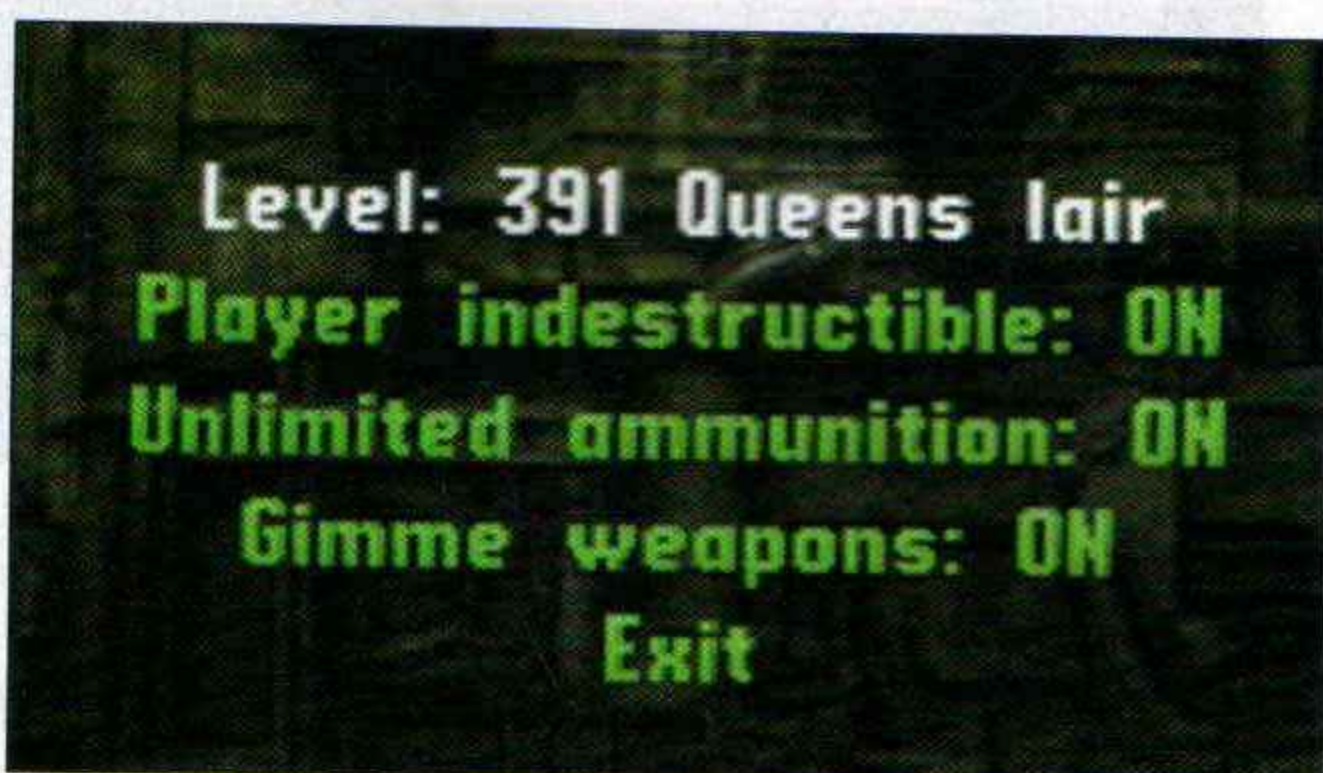 Level: 391 Queens lair
Player indestructible: ON
Unlimited ammunition: ON
Gimme weapons: ON
Exit